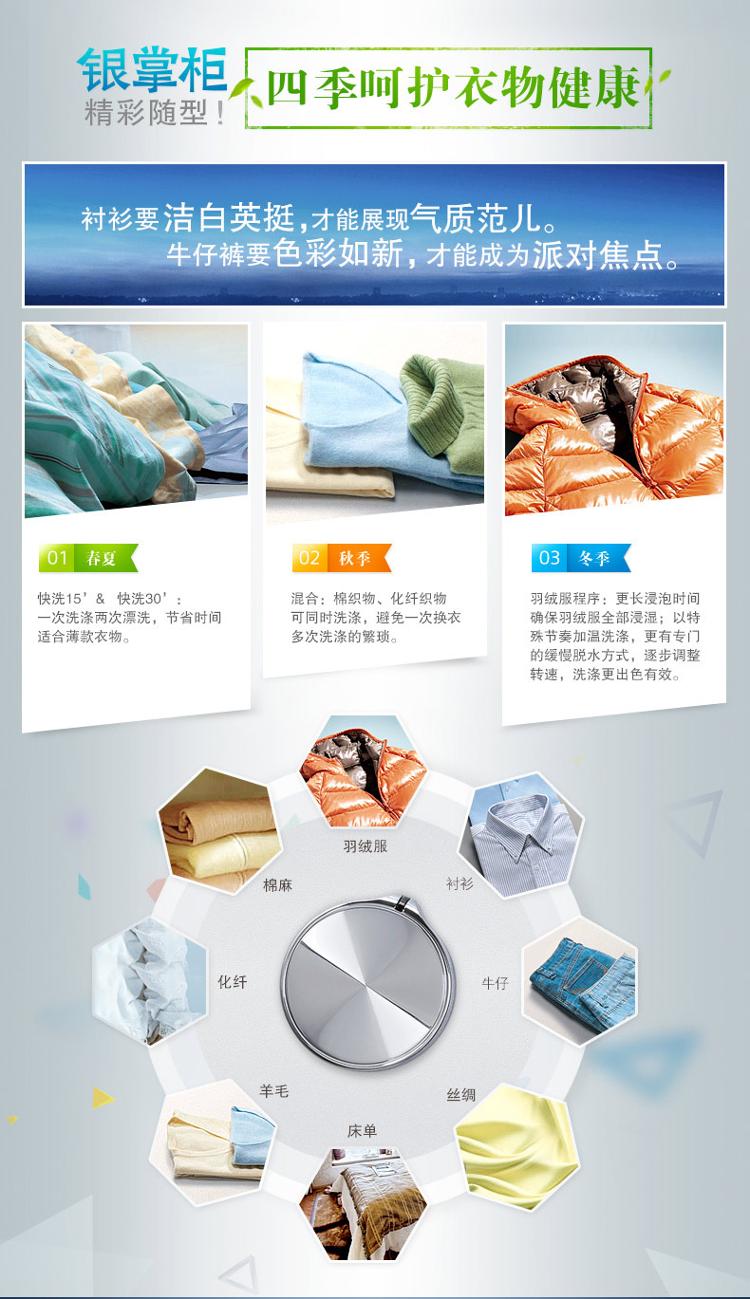 银掌柜
精彩随型！
四季呵护衣物健康
衬衫要洁白英挺，才能展现气质范儿。
牛仔裤要色彩如新，才能成为派对焦点。
01 春夏
快洗15'&  快洗30'：
一次洗涤两次漂洗，节省时间
适合薄款衣物。
02 秋季
混合：棉织物、化纤织物
可同时洗涤，避免一次换衣
多次洗涤的繁琐。
03 冬季
羽绒服程序：更长浸泡时间
确保羽绒服全部浸湿；以特
殊节奏加温洗涤，更有专门
的缓慢脱水方式，逐步调整
转速，洗涤更出色有效。
羽绒服
棉麻
衬衫
化纤
牛仔
羊毛
丝绸
床单